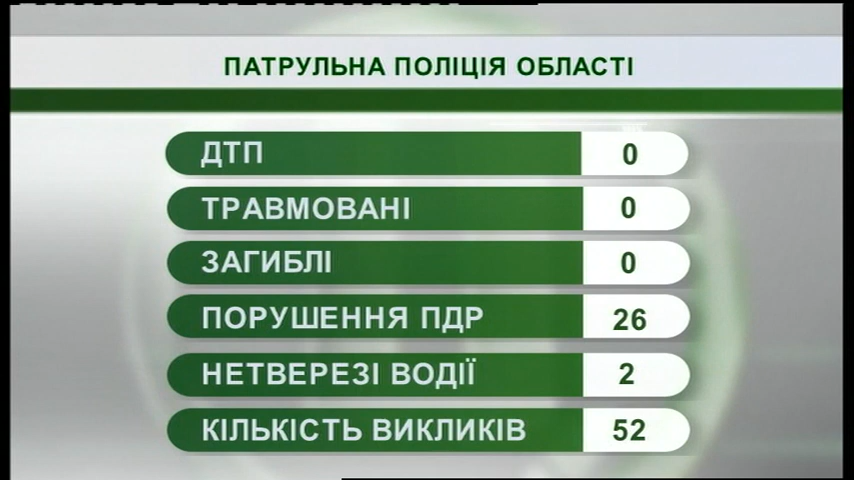 ПАТРУЛЬНА ПОЛІЦІЯ ОБЛАСТІ
ДТП 0
ТРАВМОВАНІ 0
ЗАГИБЛІ 0
ПОРУШЕННЯ ПДР 26
НЕТВЕРЕЗІ ВОДІЇ 2
КІЛЬКІСТЬ ВИКЛИКІВ 52